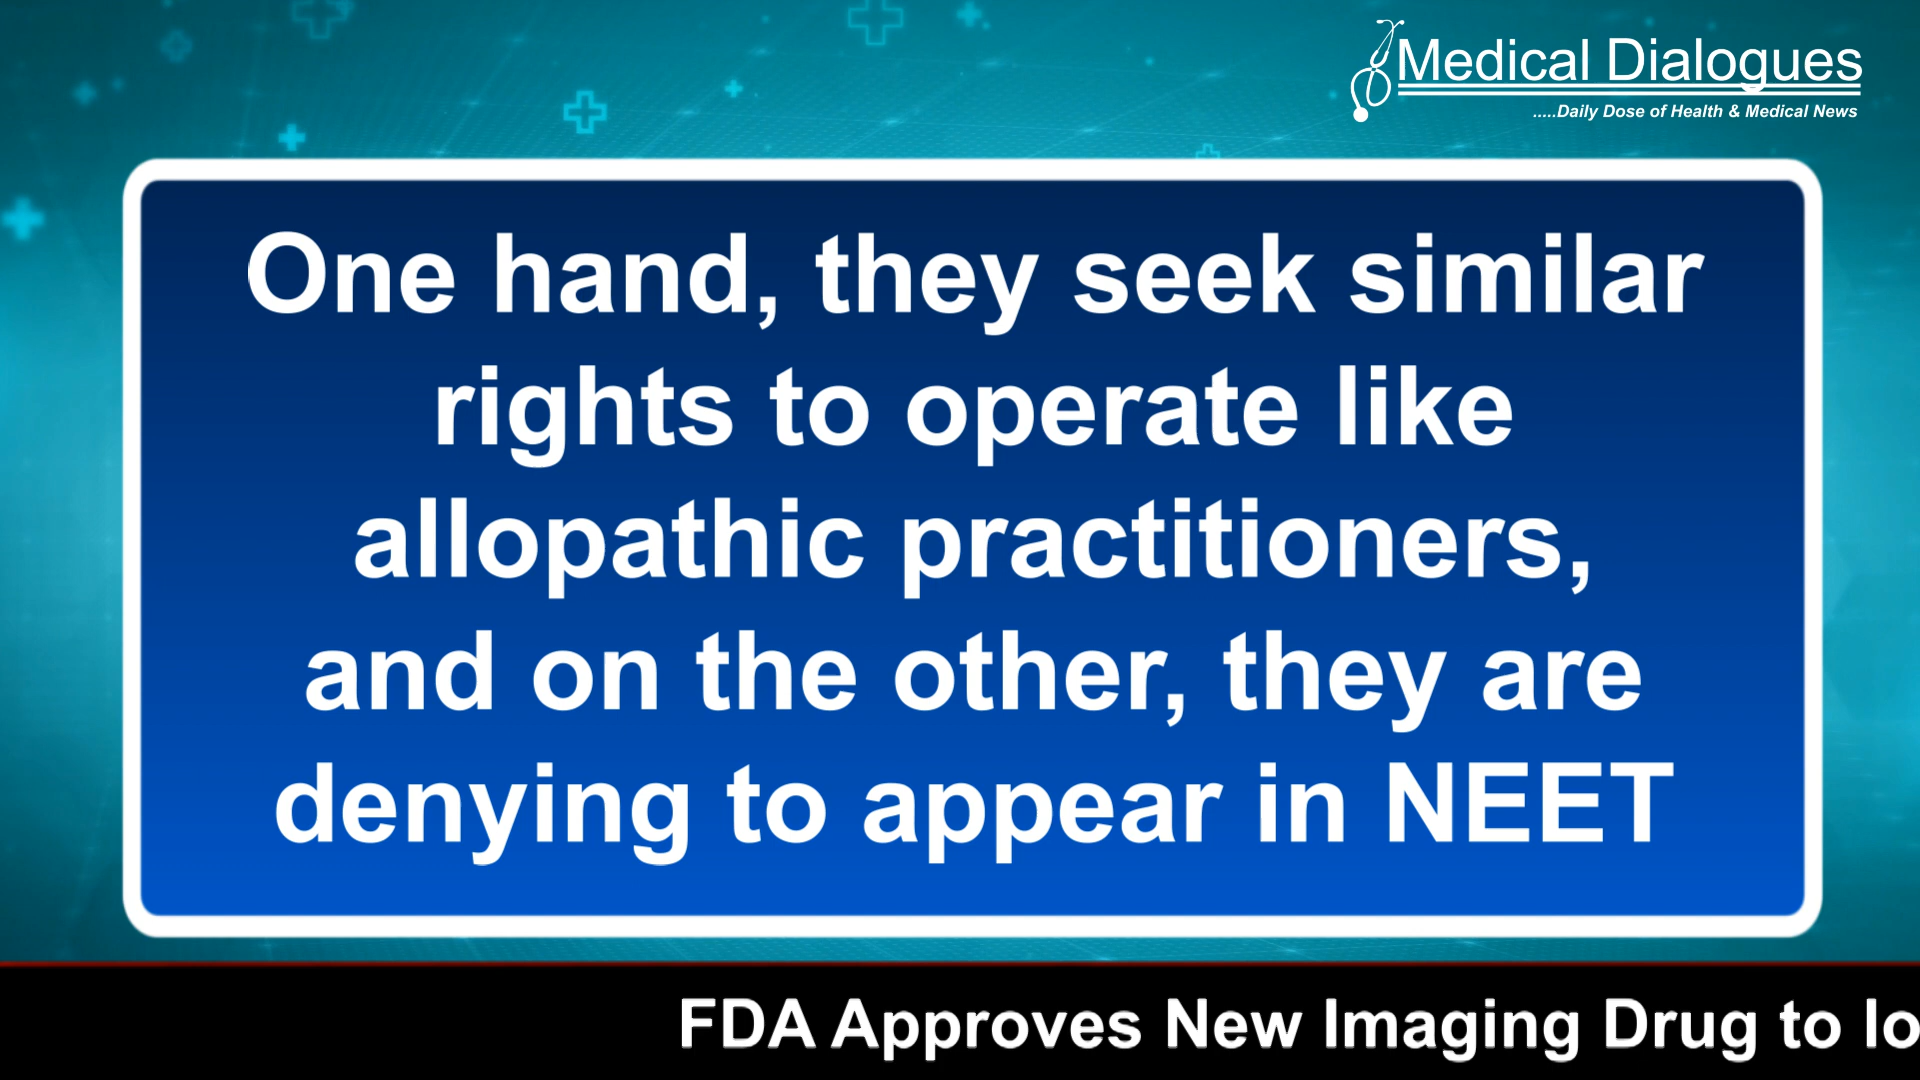 Medical Dialogues
.....Daily Dose of Health & Medical News
One hand, they seek similar
rights to operate like
allopathic practitioners,
and on the other, they are
denying to appear in NEET
FDA Approves New Imaging Drug to lo